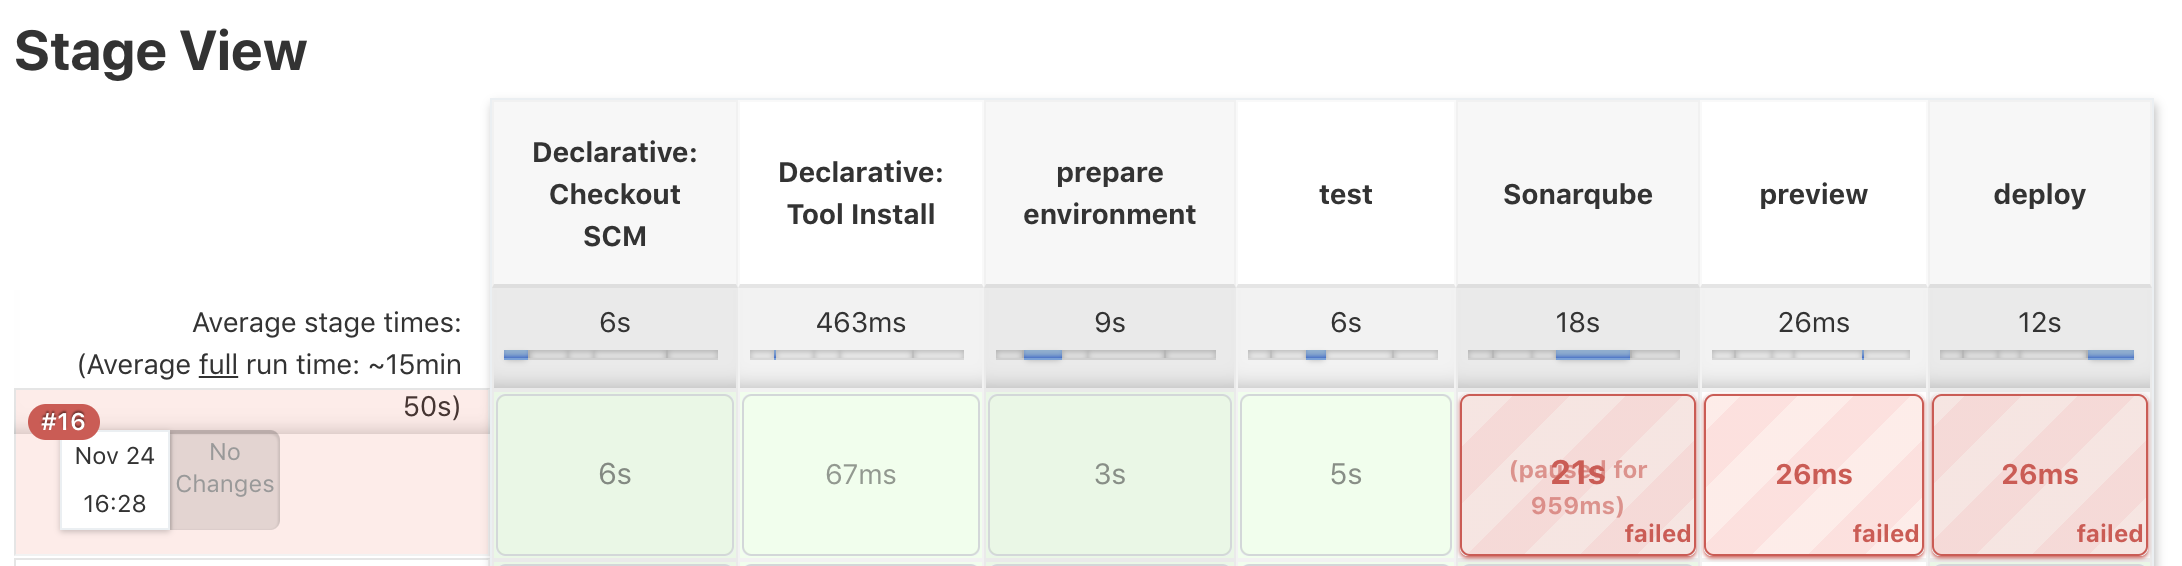 Stage View
Declarative:
Checkout
SCM
Declarative:
Tool Install
prepare
environment
test
Sonarqube
preview
deploy
Average stage times:
(Average full run time: ~15min
50s)
6s
463ms
9s
6s
18s
26ms
12s
#16
Nov 24
16:28
No
Changes
6s
67ms
3s
5s
21s
(paused for
959ms)
failed
26ms
failed
26ms
failed